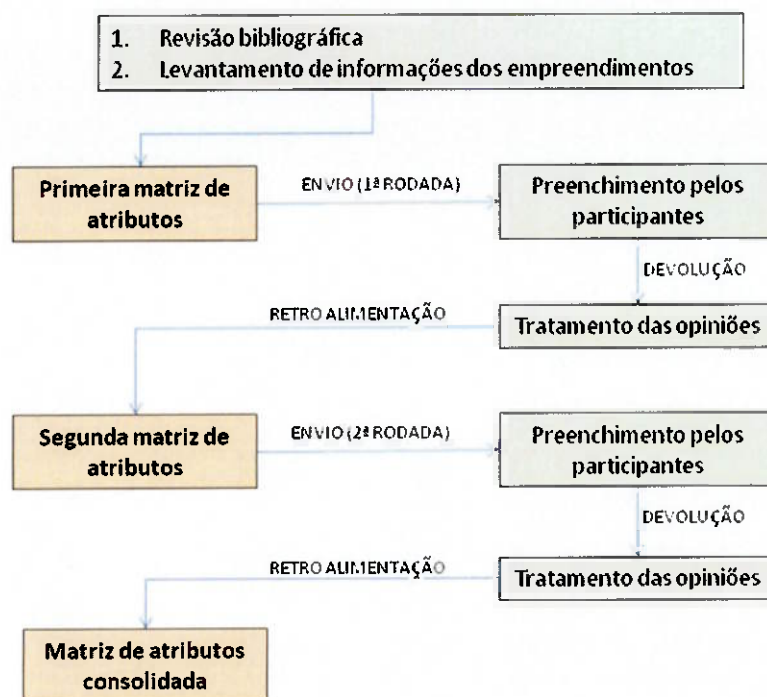 1. Revisão bibliográfica
2. Levantamento de informações dos empreendimentos
Primeira matriz de
atributos
ENVIO (1ª RODADA)
Preenchimento pelos
participantes
DEVOLUÇÃO
RETRO ALIMENTAÇÃO
Tratamento das opiniões
Segunda matriz de
atributos
ENVIO (2ª RODADA)
Preenchimento pelos
participantes
DEVOLUÇÃO
RETRO ALIMENTAÇÃO
Tratamento das opiniões
Matriz de atributos
consolidada